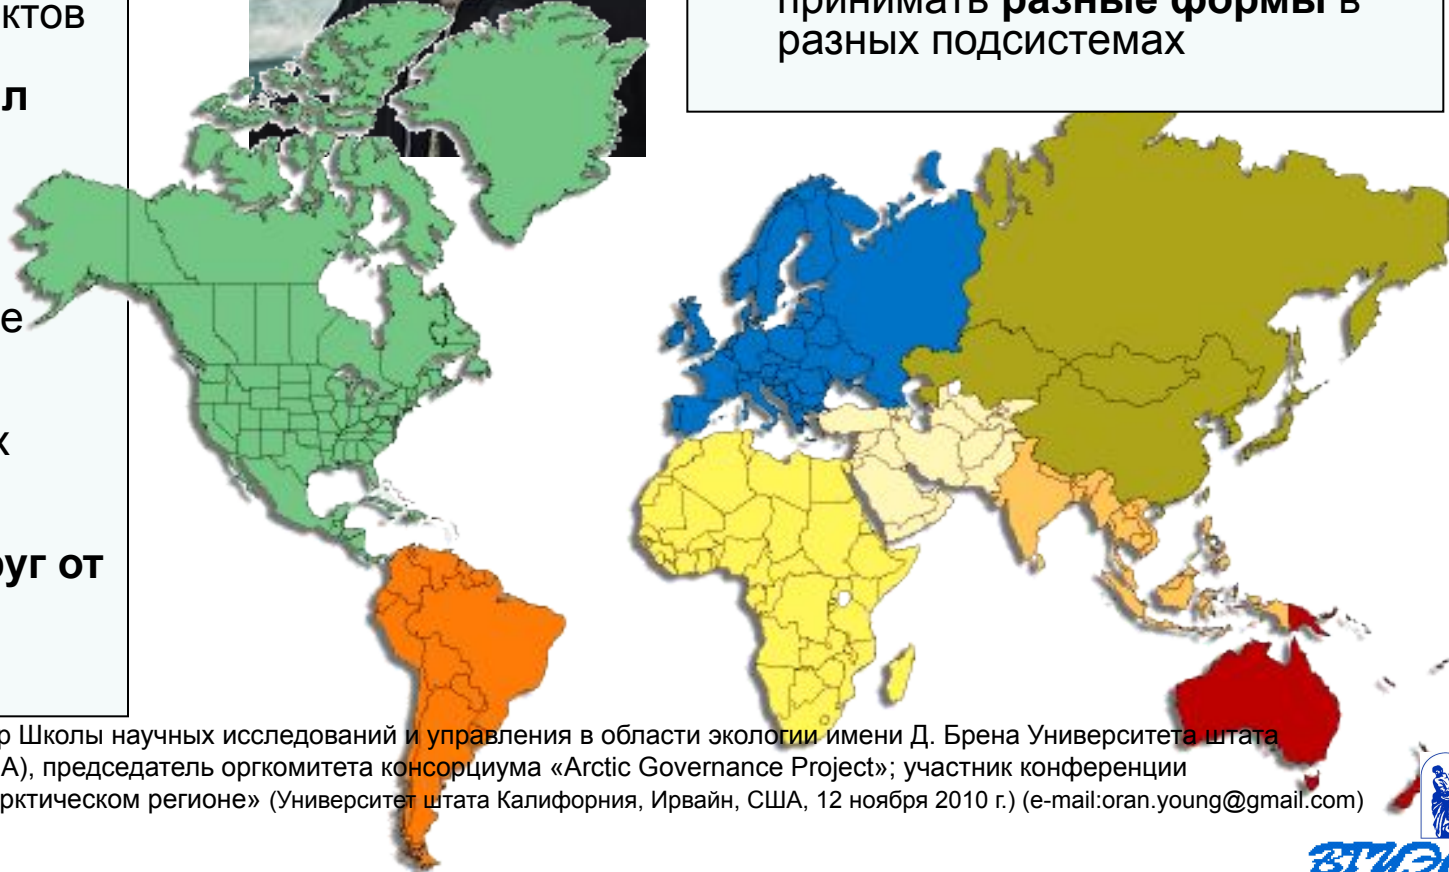 ктов
л
е
х
руг от
принимать разные формы в
разных подсистемах
р Школы научных исследований и управления в области экологии имени Д. Брена Университета штата
А), председатель оргкомитета консорциума «Arctic Governance Project»; участник конференции
рктическом регионе» (Университет штата Калифорния, Ирвайн, США, 12 ноября 2010 г.) (e-mail:oran.young@gmail.com)
ВГУЭ